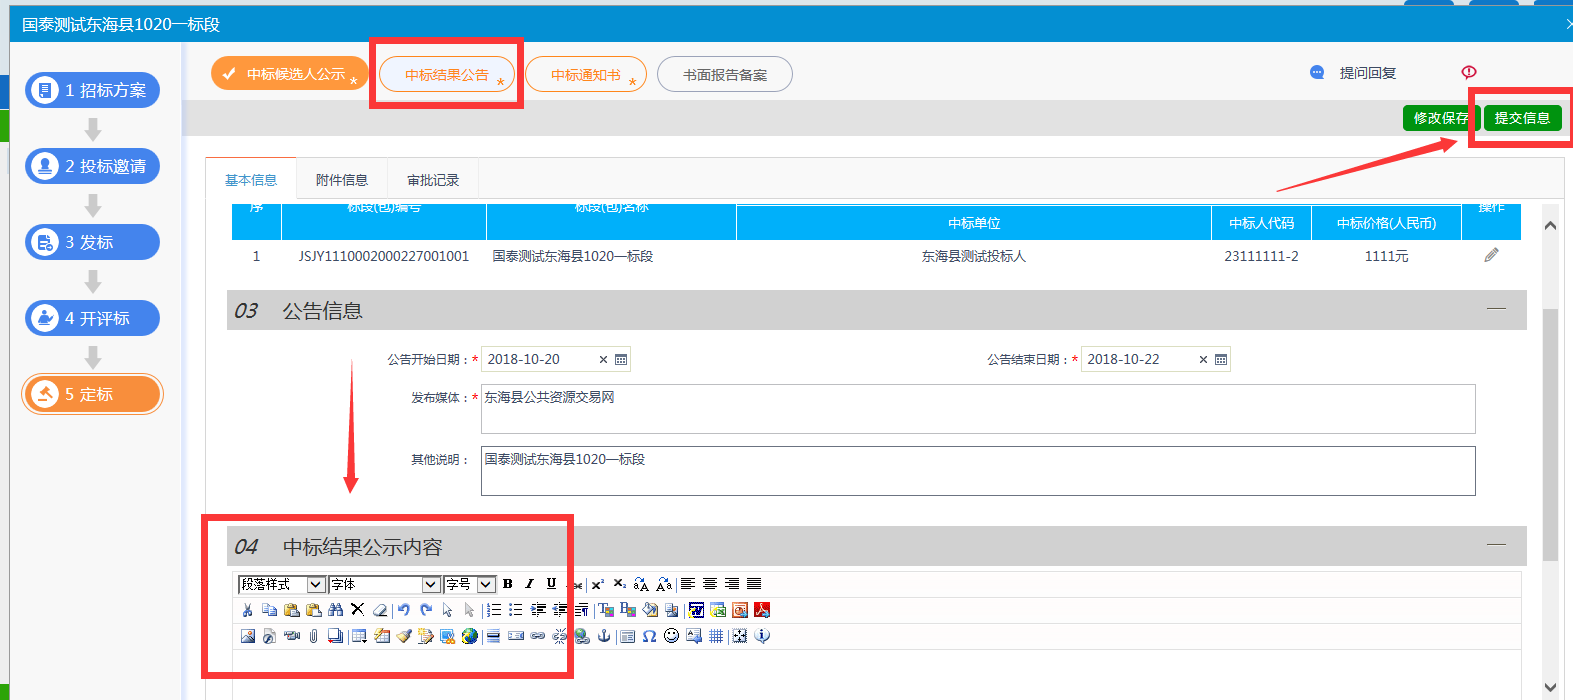 国泰测试东海县1020一标段
1 招标方案
2 投标邀请
3 发标
4 开评标
5 定标
中标候选人公示 *
中标结果公告 *
中标通知书 *
书面报告备案
提问回复
修改保存
提交信息
基本信息
附件信息
审批记录
序 标段(包)编号 标段(包)名称 中标单位 中标人代码 中标价格(人民币) 操作
1 JSJY1110002000227001001 国泰测试东海县1020一标段 东海县测试投标人 23111111-2 1111元
03 公告信息
公告开始日期：* 2018-10-20
公告结束日期：* 2018-10-22
发布媒体：* 东海县公共资源交易网
其他说明： 国泰测试东海县1020一标段
04 中标结果公示内容
段落样式 字体 字号 B I U